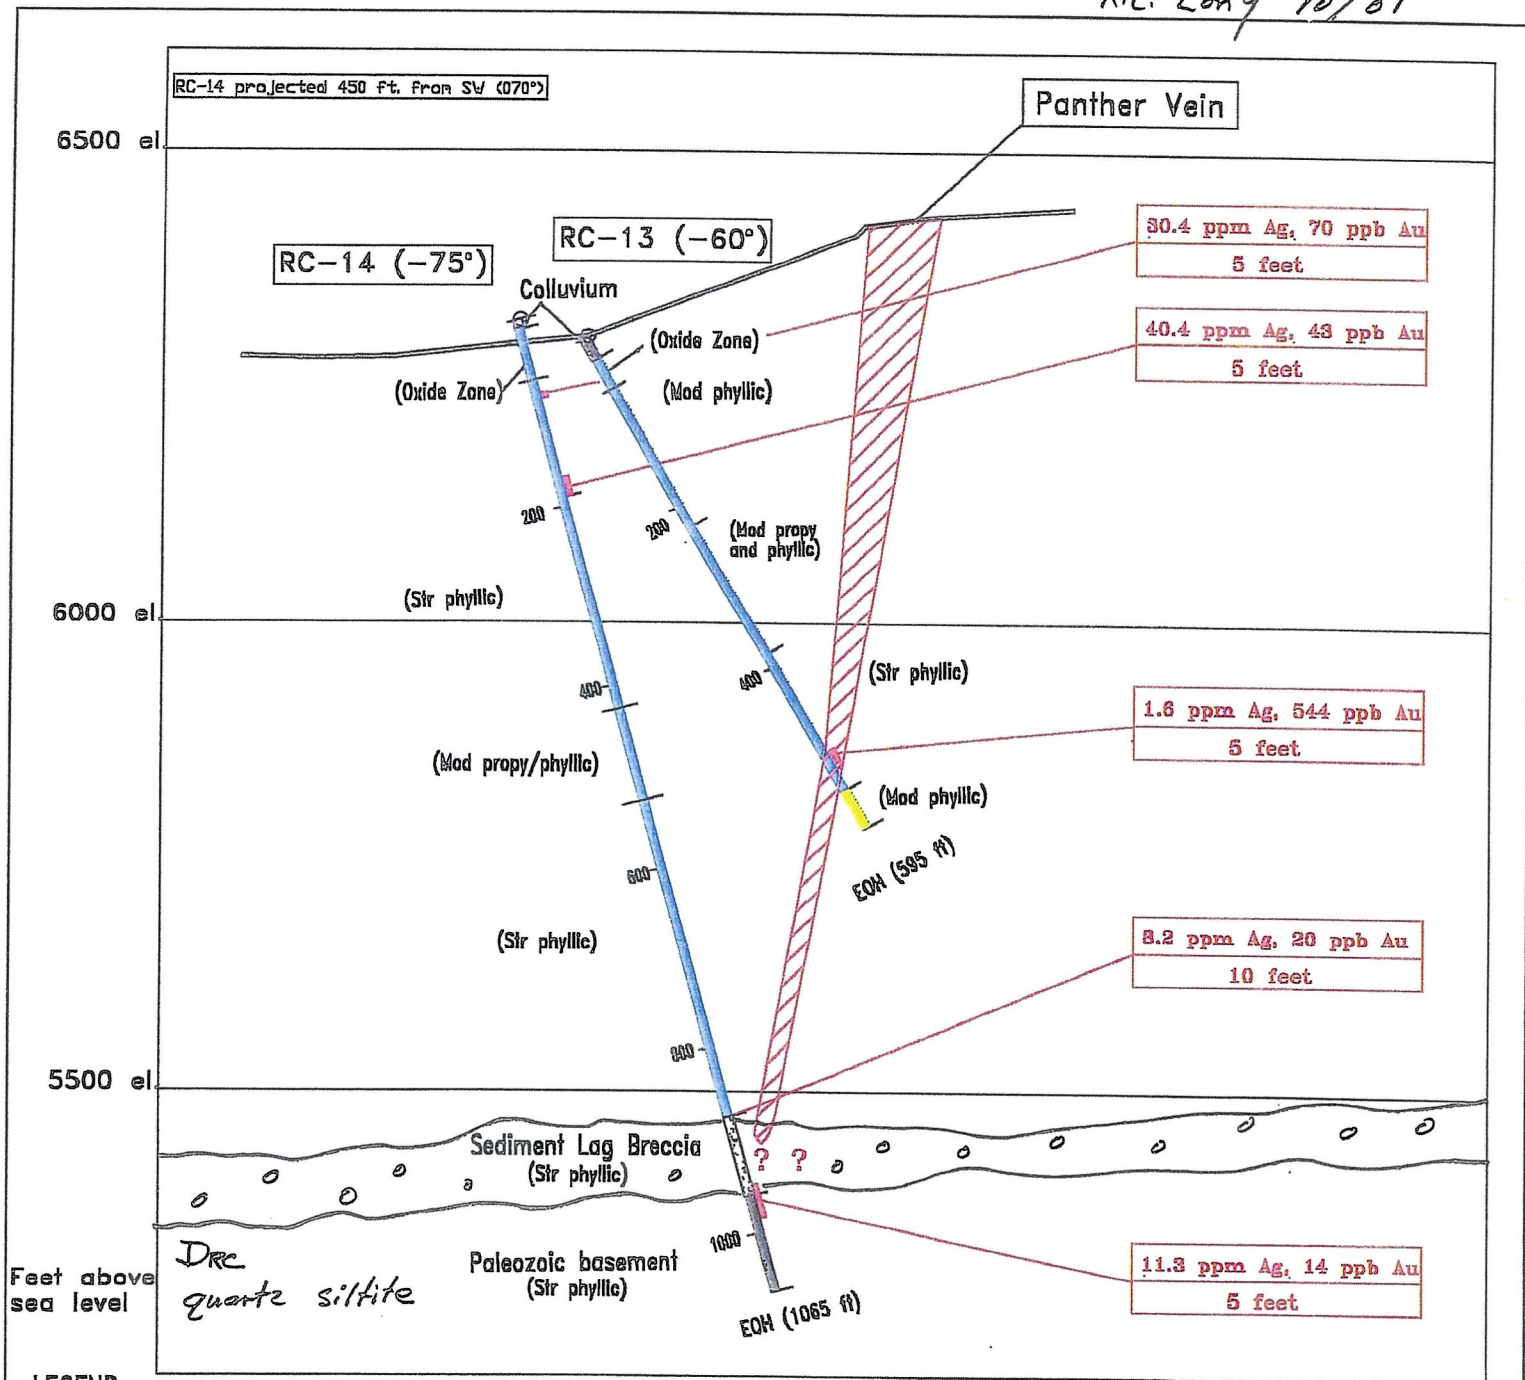 RC-14 projected 450 ft. from SW (070°)
Panther Vein
6500 el
RC-13 (-60°)
RC-14 (-75°)
30.4 ppm Ag, 70 ppb Au
5 feet
Colluvium
(Oxide Zone)
40.4 ppm Ag, 43 ppb Au
5 feet
(Oxide Zone)
(Mod phyllic)
200
200
(Mod propy
and phyllic)
(Str phyllic)
6000 el
400
400
(Str phyllic)
1.6 ppm Ag, 544 ppb Au
5 feet
(Mod propy/phyllic)
(Mod phyllic)
600
EOH (595 ft)
(Str phyllic)
8.2 ppm Ag, 20 ppb Au
10 feet
800
5500 el
Sediment Lag Breccia
(Str phyllic)
? ?
1000
DRC
quartz siltite
Paleozoic basement
(Str phyllic)
11.3 ppm Ag, 14 ppb Au
5 feet
Feet above
sea level
EOH (1065 ft)
LEGEND